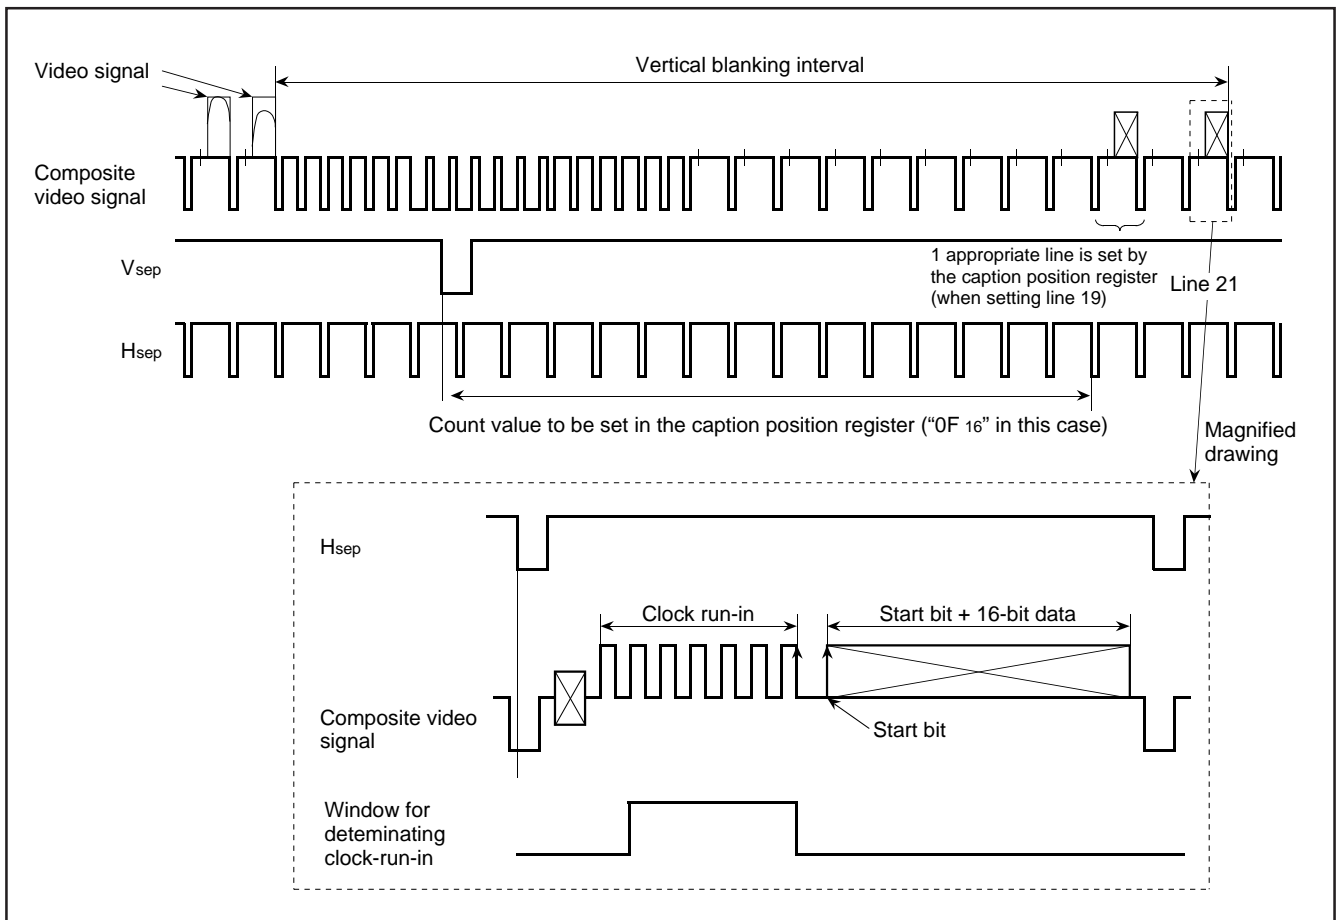 Video signal
Vertical blanking interval
Composite
video signal
Vsep
1 appropriate line is set by
the caption position register
(when setting line 19)
Line 21
Hsep
Count value to be set in the caption position register (“0F 16” in this case)
Magnified
drawing
Hsep
Clock run-in
Start bit + 16-bit data
Composite video
signal
Start bit
Window for
deteminating
clock-run-in